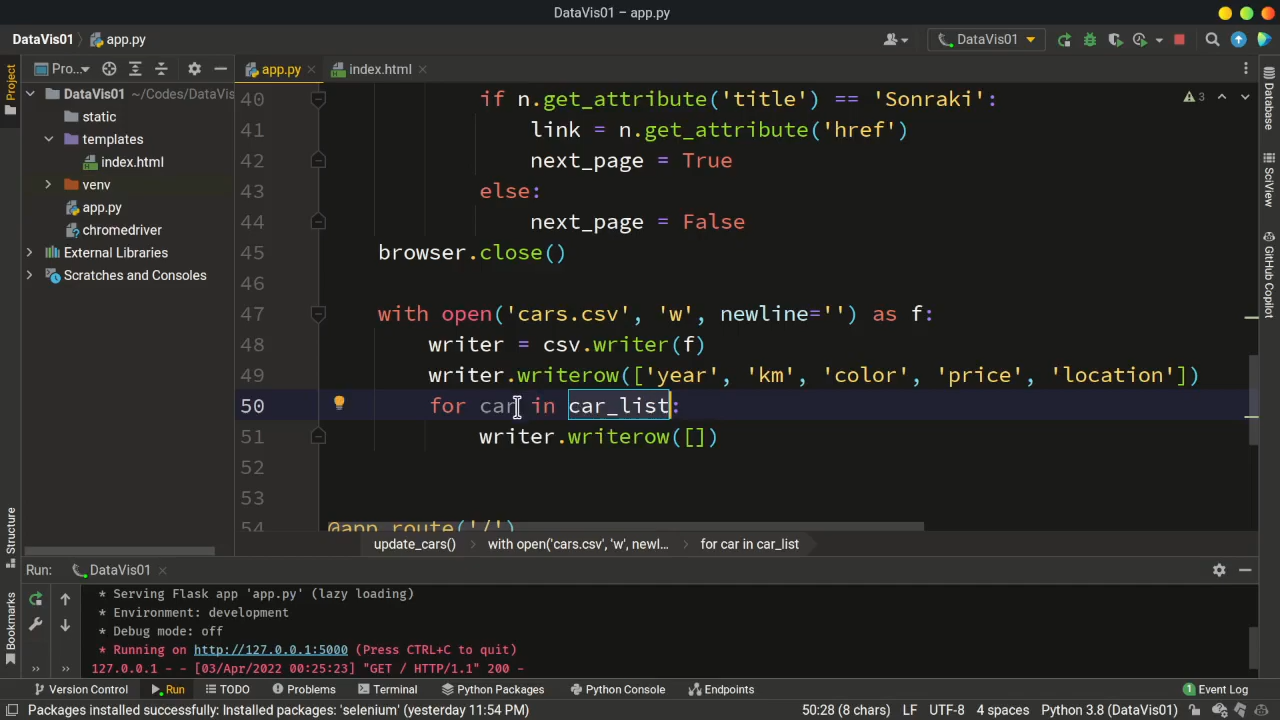 DataVis01 – app.py
DataVis01 app.py
DataVis01
Pro...
app.py
index.html
Project
DataVis01 ~/Codes/DataVis
static
templates
index.html
venv
app.py
chromedriver
External Libraries
Scratches and Consoles
40 if n.get_attribute('title') == 'Sonraki':
41 link = n.get_attribute('href')
42 next_page = True
43 else:
44 next_page = False
45 browser.close()
46
47 with open('cars.csv', 'w', newline='') as f:
48 writer = csv.writer(f)
49 writer.writerow(['year', 'km', 'color', 'price', 'location'])
50 for car in car_list:
51 writer.writerow([])
52
53
54 @app.route('/')
3
Database
SciView
GitHub Copilot
update_cars() with open('cars.csv', 'w', newl... for car in car_list
Structure
Bookmarks
Run: DataVis01
* Serving Flask app 'app.py' (lazy loading)
* Environment: development
* Debug mode: off
* Running on http://127.0.0.1:5000 (Press CTRL+C to quit)
127.0.0.1 - - [03/Apr/2022 00:25:23] "GET / HTTP/1.1" 200 -
Version Control Run TODO Problems Terminal Python Packages Python Console Endpoints 1 Event Log
Packages installed successfully: Installed packages: 'selenium' (yesterday 11:54 PM) 50:28 (8 chars) LF UTF-8 4 spaces Python 3.8 (DataVis01)